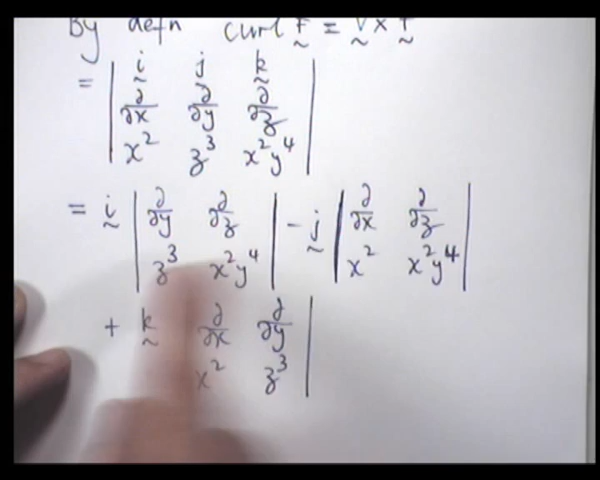 By defn curl F = ∇ × F
= | i j k |
| ∂/∂x ∂/∂y ∂/∂z |
| x² z³ x²y⁴ |
= i | ∂/∂y ∂/∂z | - j | ∂/∂x ∂/∂z |
| z³ x²y⁴ | | x² x²y⁴ |
+ k ∂/∂x ∂/∂y |
x² z³ |